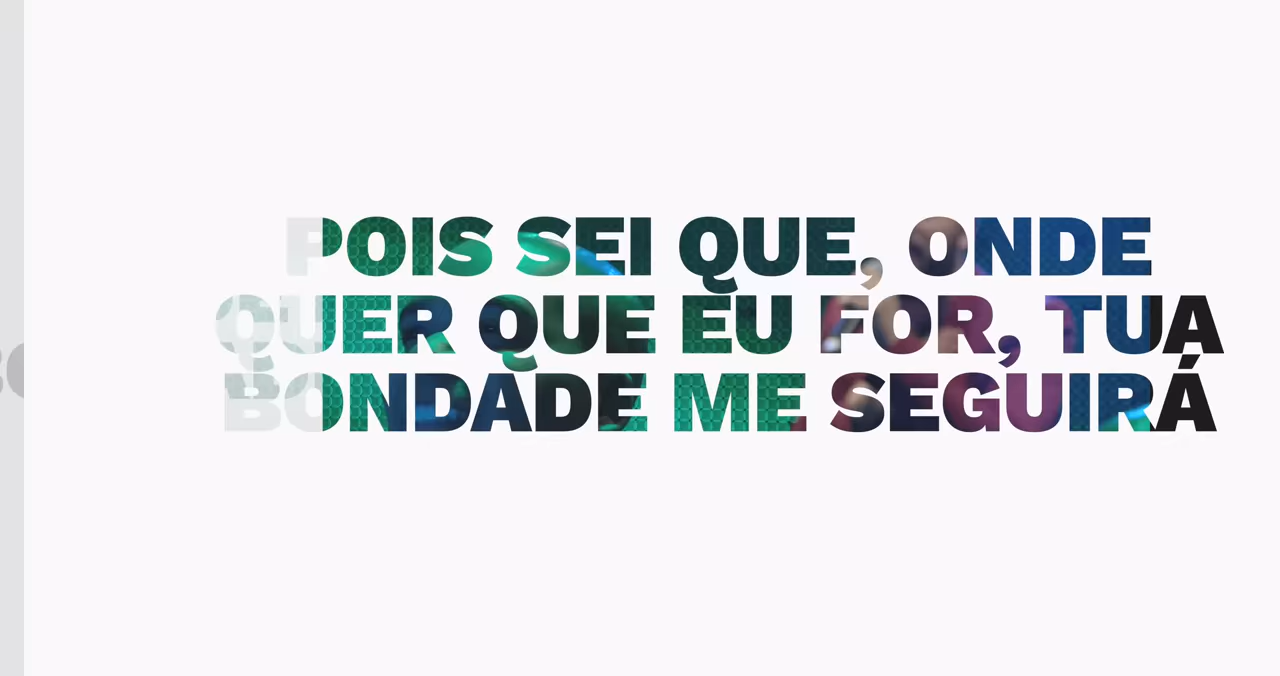 POIS SEI QUE, ONDE
QUER QUE EU FOR, TUA
BONDADE ME SEGUIRÁ